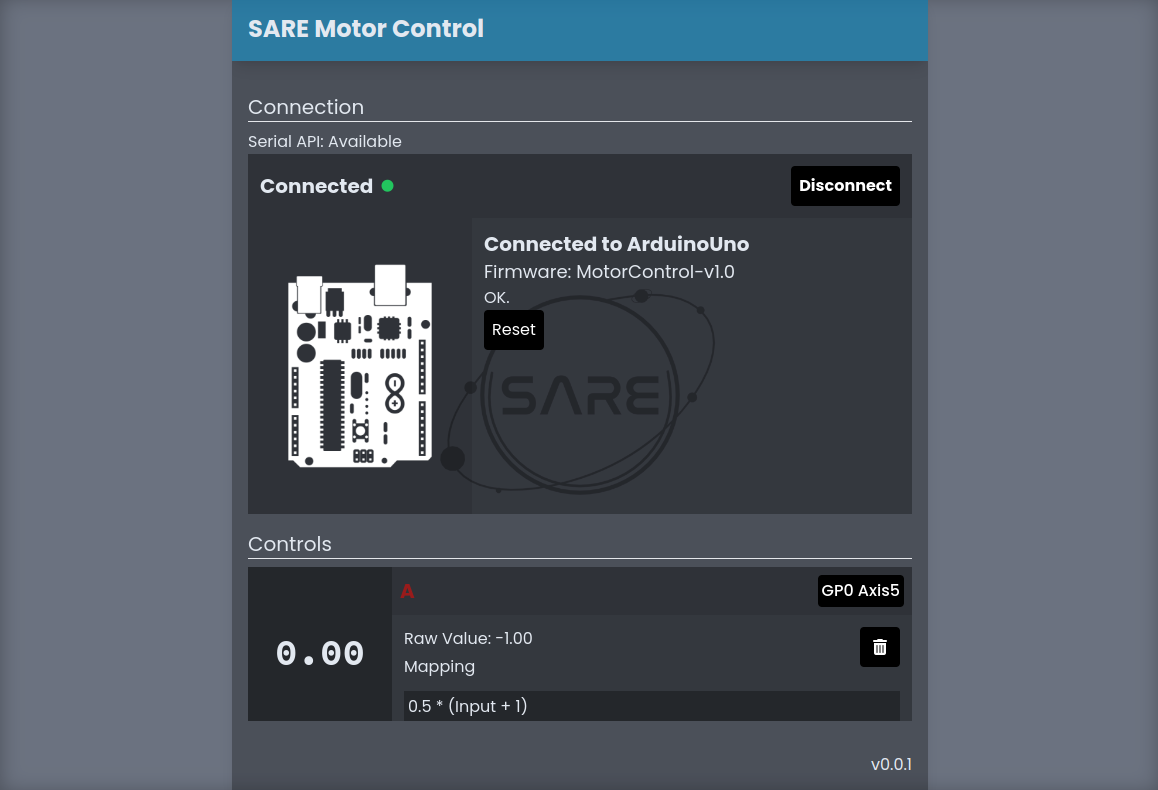 SARE Motor Control
Connection
Serial API: Available
Connected
Disconnect
Connected to ArduinoUno
Firmware: MotorControl-v1.0
OK.
Reset
SARE
Controls
0.00
A
GP0 Axis5
Raw Value: -1.00
Mapping
0.5 * (Input + 1)
v0.0.1